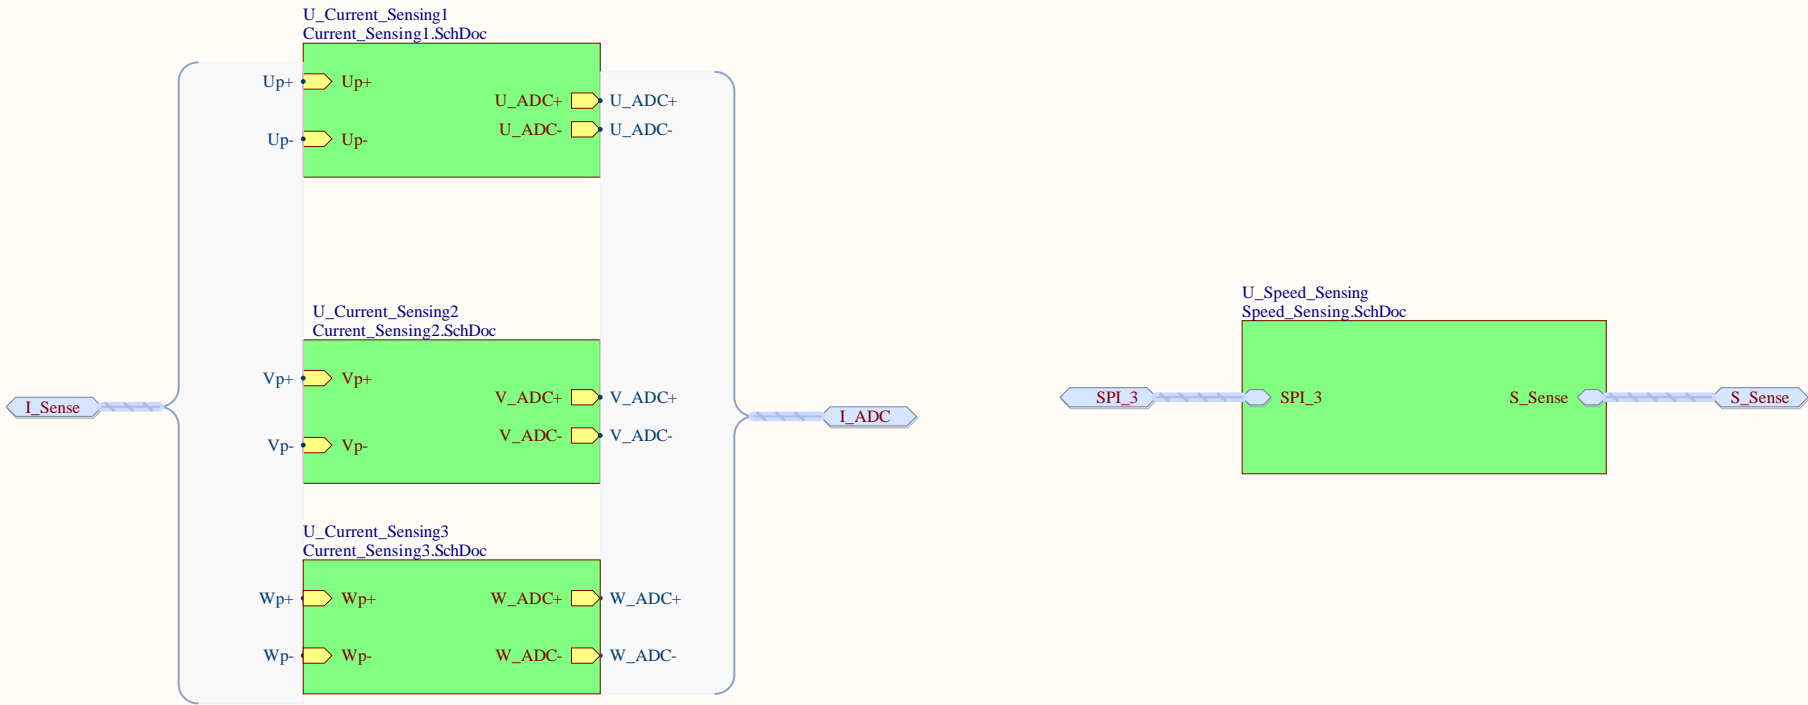 U_Current_Sensing1
Current_Sensing1.SchDoc
Up+ Up+
U_ADC+ U_ADC+
U_ADC- U_ADC-
Up- Up-
U_Current_Sensing2
Current_Sensing2.SchDoc
Vp+ Vp+
V_ADC+ V_ADC+
V_ADC- V_ADC-
Vp- Vp-
I_Sense
I_ADC
U_Current_Sensing3
Current_Sensing3.SchDoc
Wp+ Wp+ W_ADC+ W_ADC+
Wp- Wp- W_ADC- W_ADC-
U_Speed_Sensing
Speed_Sensing.SchDoc
SPI_3 SPI_3 S_Sense S_Sense